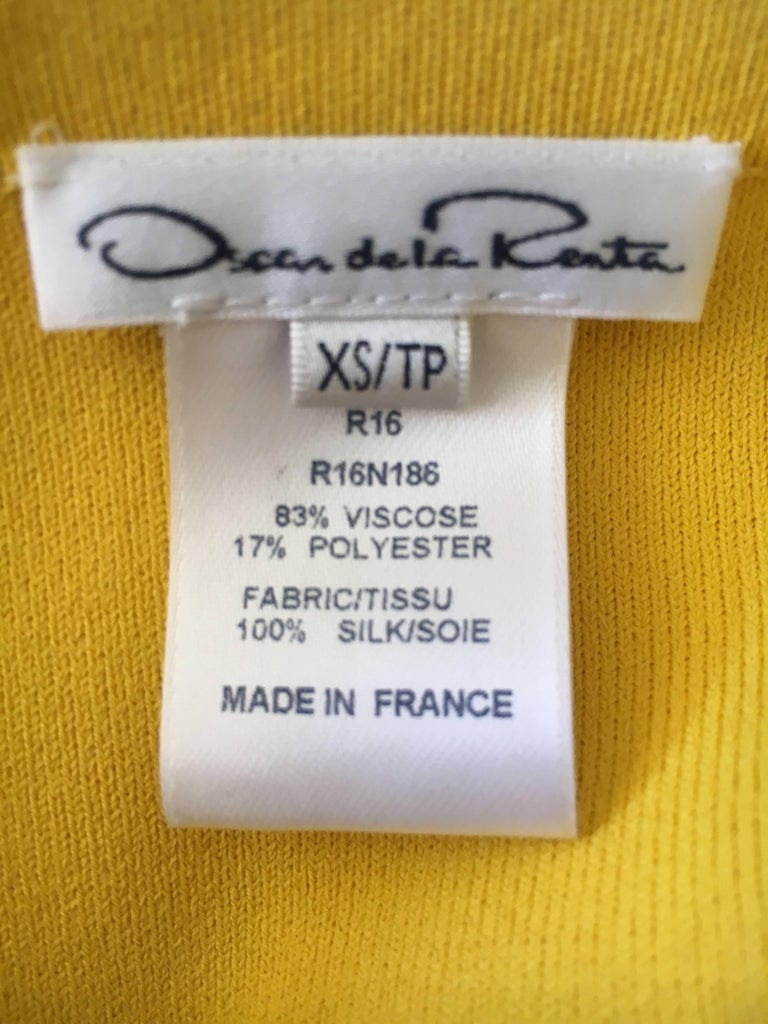 Oscar de la Renta
XS/TP
R16
R16N186
83% VISCOSE
17% POLYESTER
FABRIC/TISSU
100% SILK/SOIE
MADE IN FRANCE